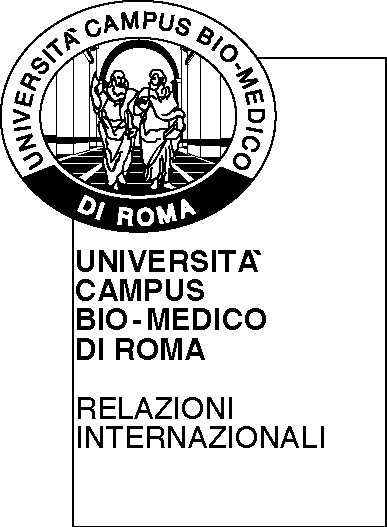 UNIVERSITÀ CAMPUS BIO-MEDICO
DI ROMA
UNIVERSITÀ
CAMPUS
BIO-MEDICO
DI ROMA
RELAZIONI
INTERNAZIONALI